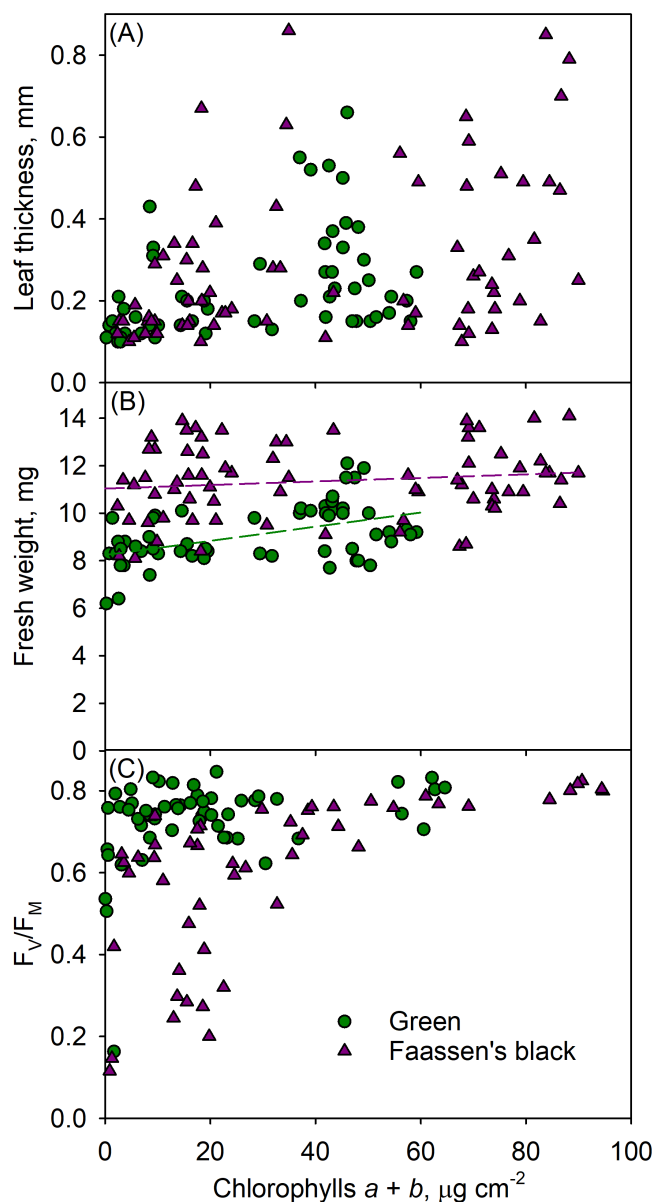 (A)
Leaf thickness, mm
0.8
0.6
0.4
0.2
0.0
(B)
Fresh weight, mg
14
12
10
8
6
4
2
0
(C)
F_V/F_M
0.8
0.6
0.4
0.2
0.0
Green
Faassen's black
0 20 40 60 80 100
Chlorophylls a + b, μg cm⁻²